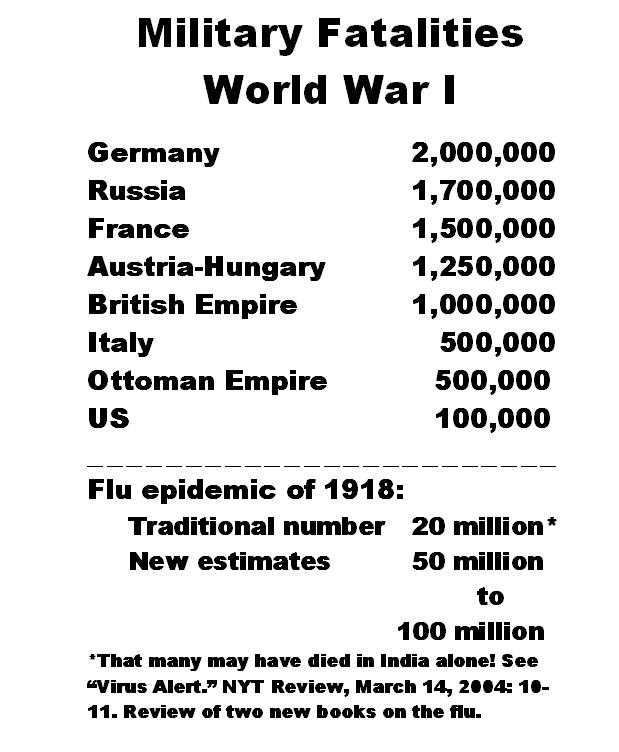 Military Fatalities
World War I
Germany 2,000,000
Russia 1,700,000
France 1,500,000
Austria-Hungary 1,250,000
British Empire 1,000,000
Italy 500,000
Ottoman Empire 500,000
US 100,000
Flu epidemic of 1918:
Traditional number 20 million*
New estimates 50 million
to
100 million
*That many may have died in India alone! See
“Virus Alert.” NYT Review, March 14, 2004: 10-
11. Review of two new books on the flu.